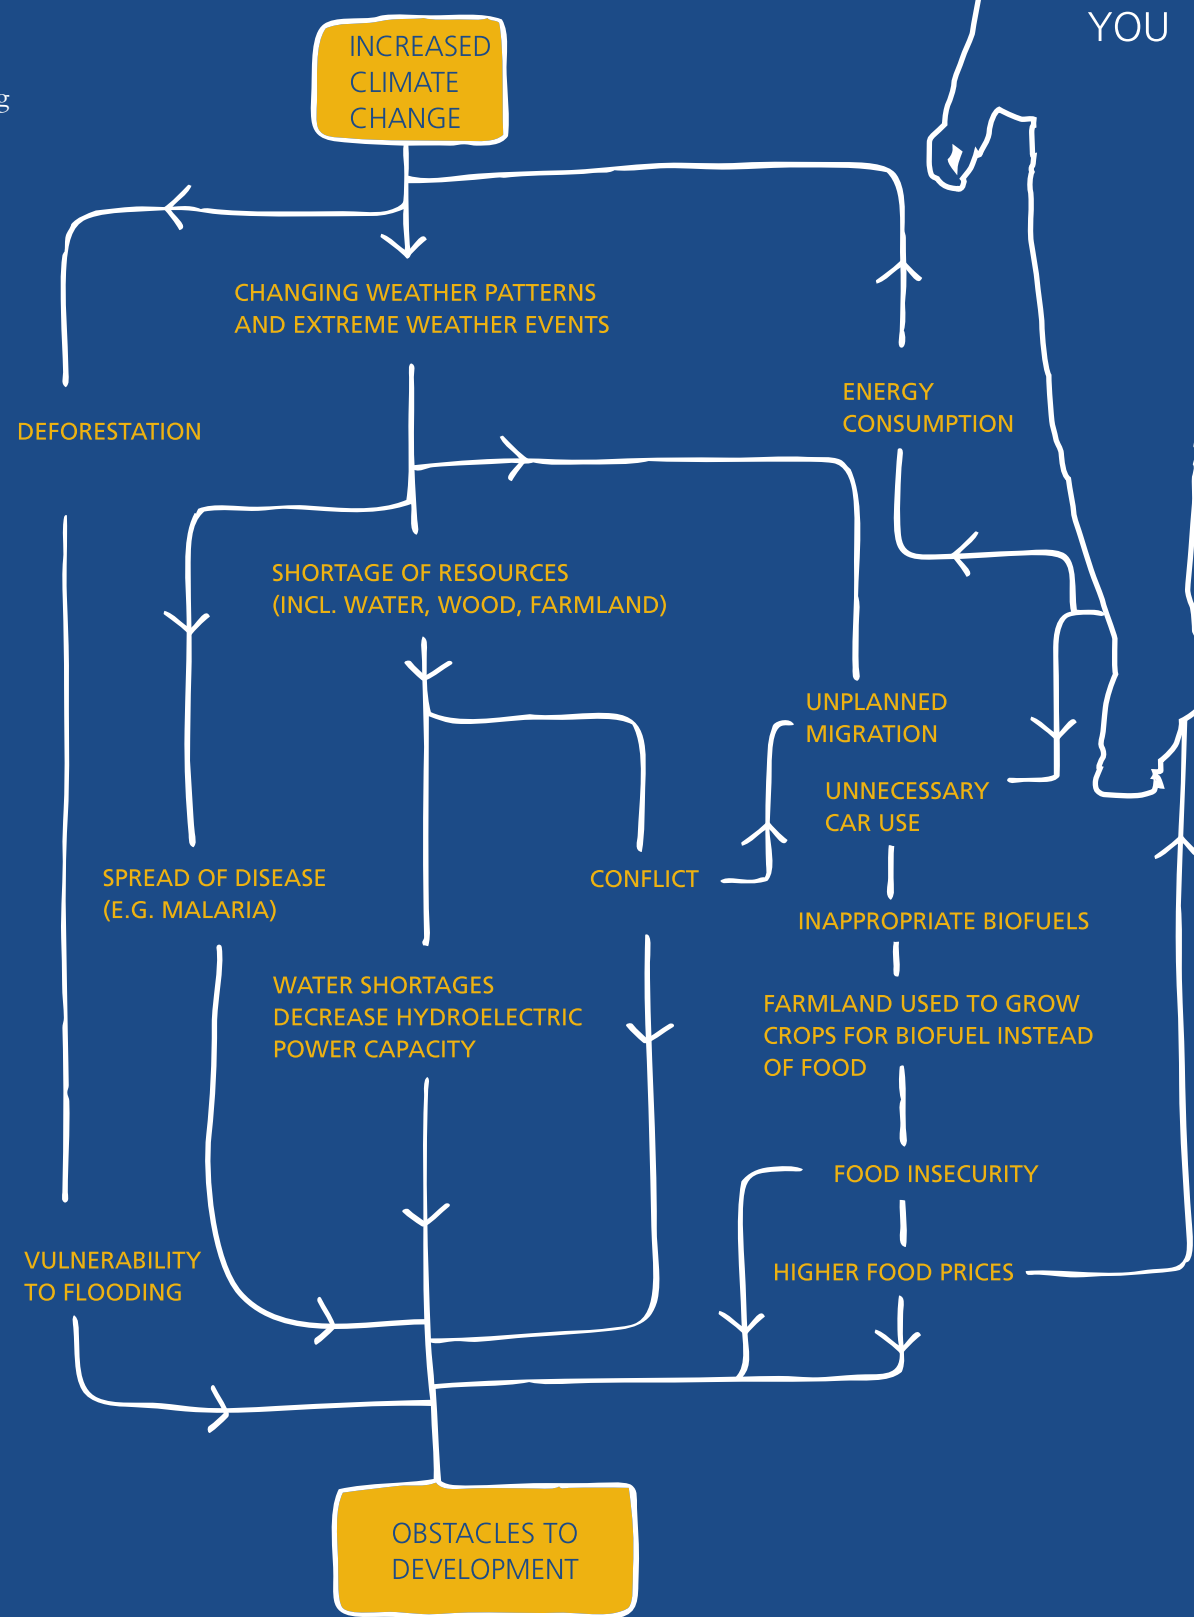 YOU
INCREASED
CLIMATE
CHANGE
g
CHANGING WEATHER PATTERNS
AND EXTREME WEATHER EVENTS
ENERGY
CONSUMPTION
DEFORESTATION
SHORTAGE OF RESOURCES
(INCL. WATER, WOOD, FARMLAND)
UNPLANNED
MIGRATION
UNNECESSARY
CAR USE
SPREAD OF DISEASE
(E.G. MALARIA)
CONFLICT
INAPPROPRIATE BIOFUELS
WATER SHORTAGES
DECREASE HYDROELECTRIC
POWER CAPACITY
FARMLAND USED TO GROW
CROPS FOR BIOFUEL INSTEAD
OF FOOD
FOOD INSECURITY
VULNERABILITY
TO FLOODING
HIGHER FOOD PRICES
OBSTACLES TO
DEVELOPMENT